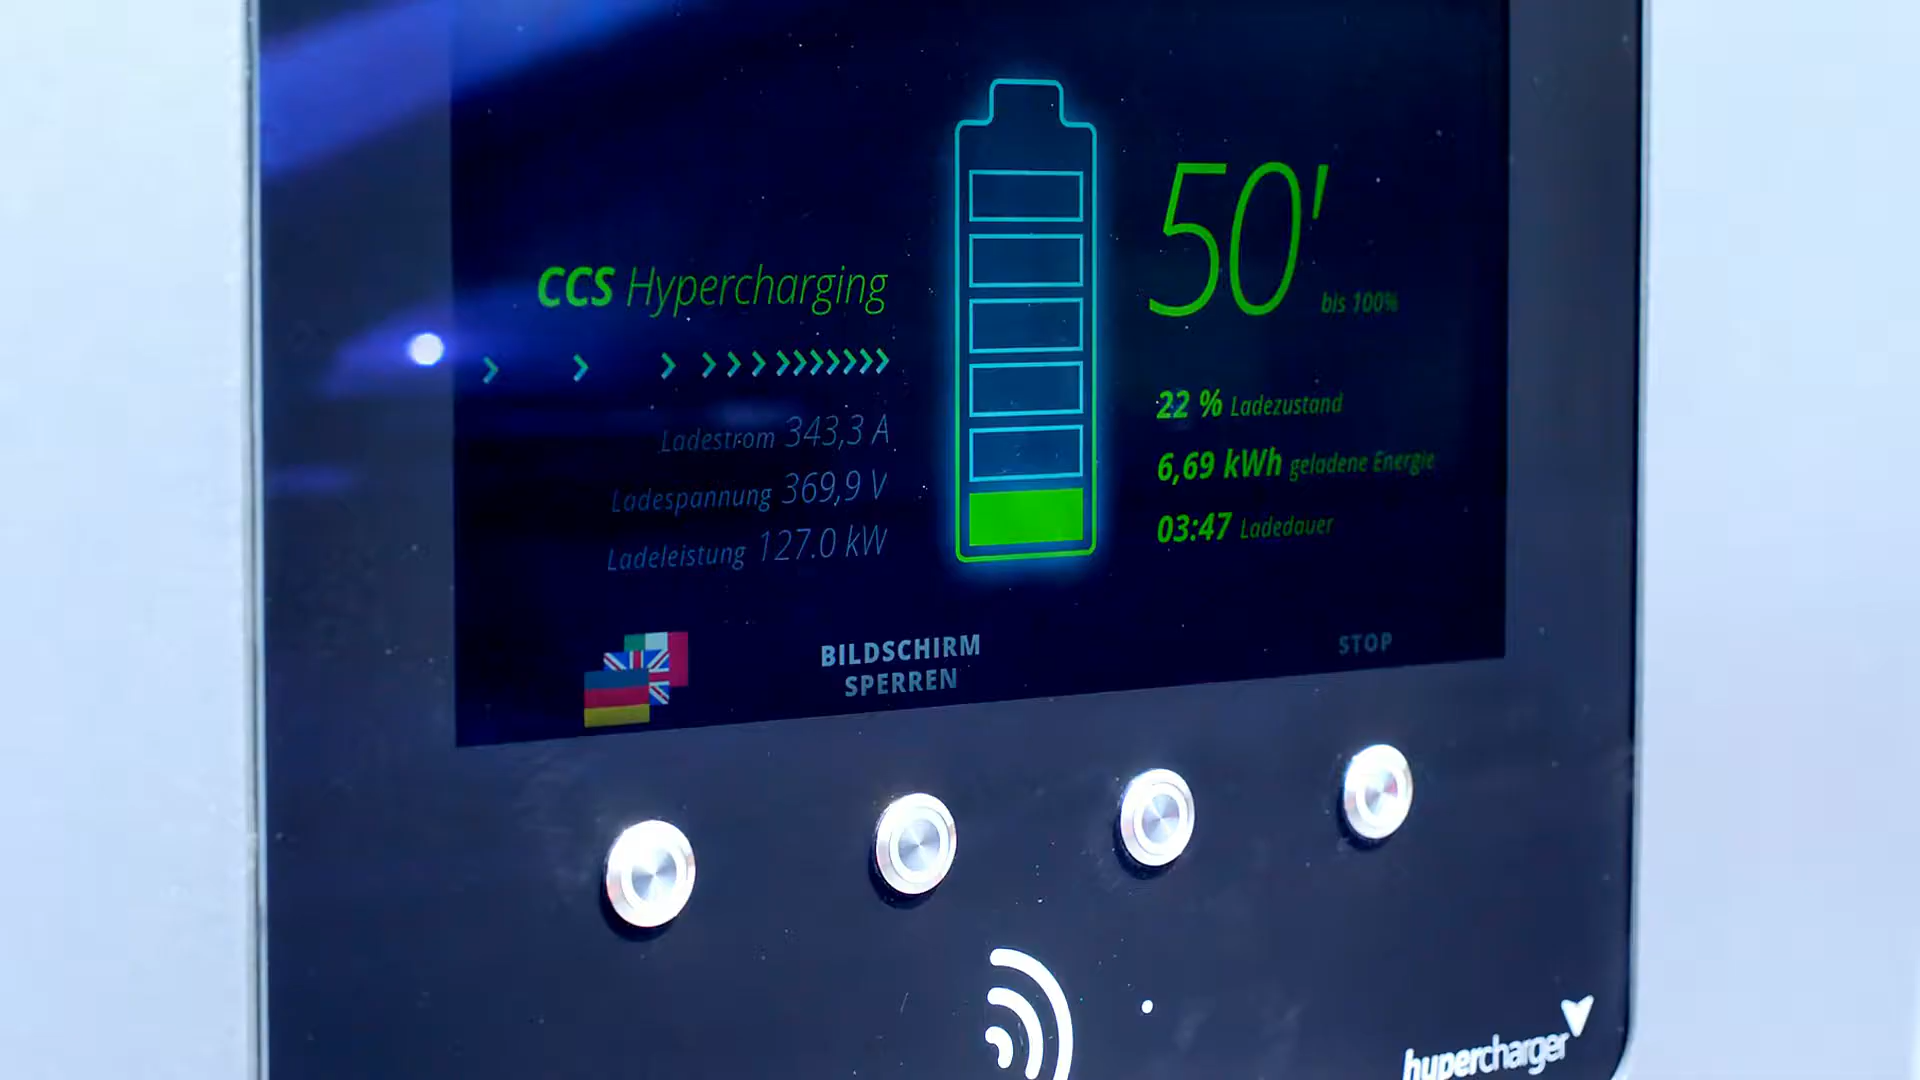 CCS Hypercharging
Ladestrom 343,3 A
Ladespannung 369,9 V
Ladeleistung 127.0 kW
50'
bis 100%
22 % Ladezustand
6,69 kWh geladene Energie
03:47 Ladedauer
BILDSCHIRM
SPERREN
STOP
hypercharger